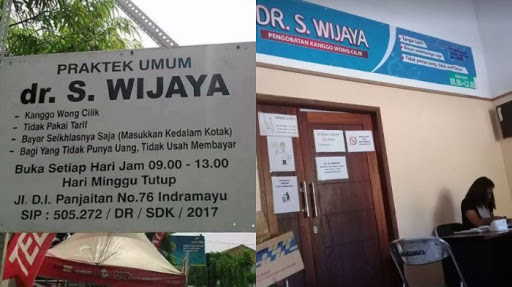 PRAKTEK UMUM
dr. S. WIJAYA
- Kanggo Wong Cilik
- Tidak Pakai Tarif
- Bayar Seikhlasnya Saja (Masukkan Kedalam Kotak)
- Bagi Yang Tidak Punya Uang, Tidak Usah Membayar
Buka Setiap Hari Jam 09.00 - 13.00
Hari Minggu Tutup
Jl. D.I. Panjaitan No.76 Indramayu
SIP : 505.272 / DR / SDK / 2017
DR. S. WIJAYA
PENGOBATAN KANGGO WONG CILIK